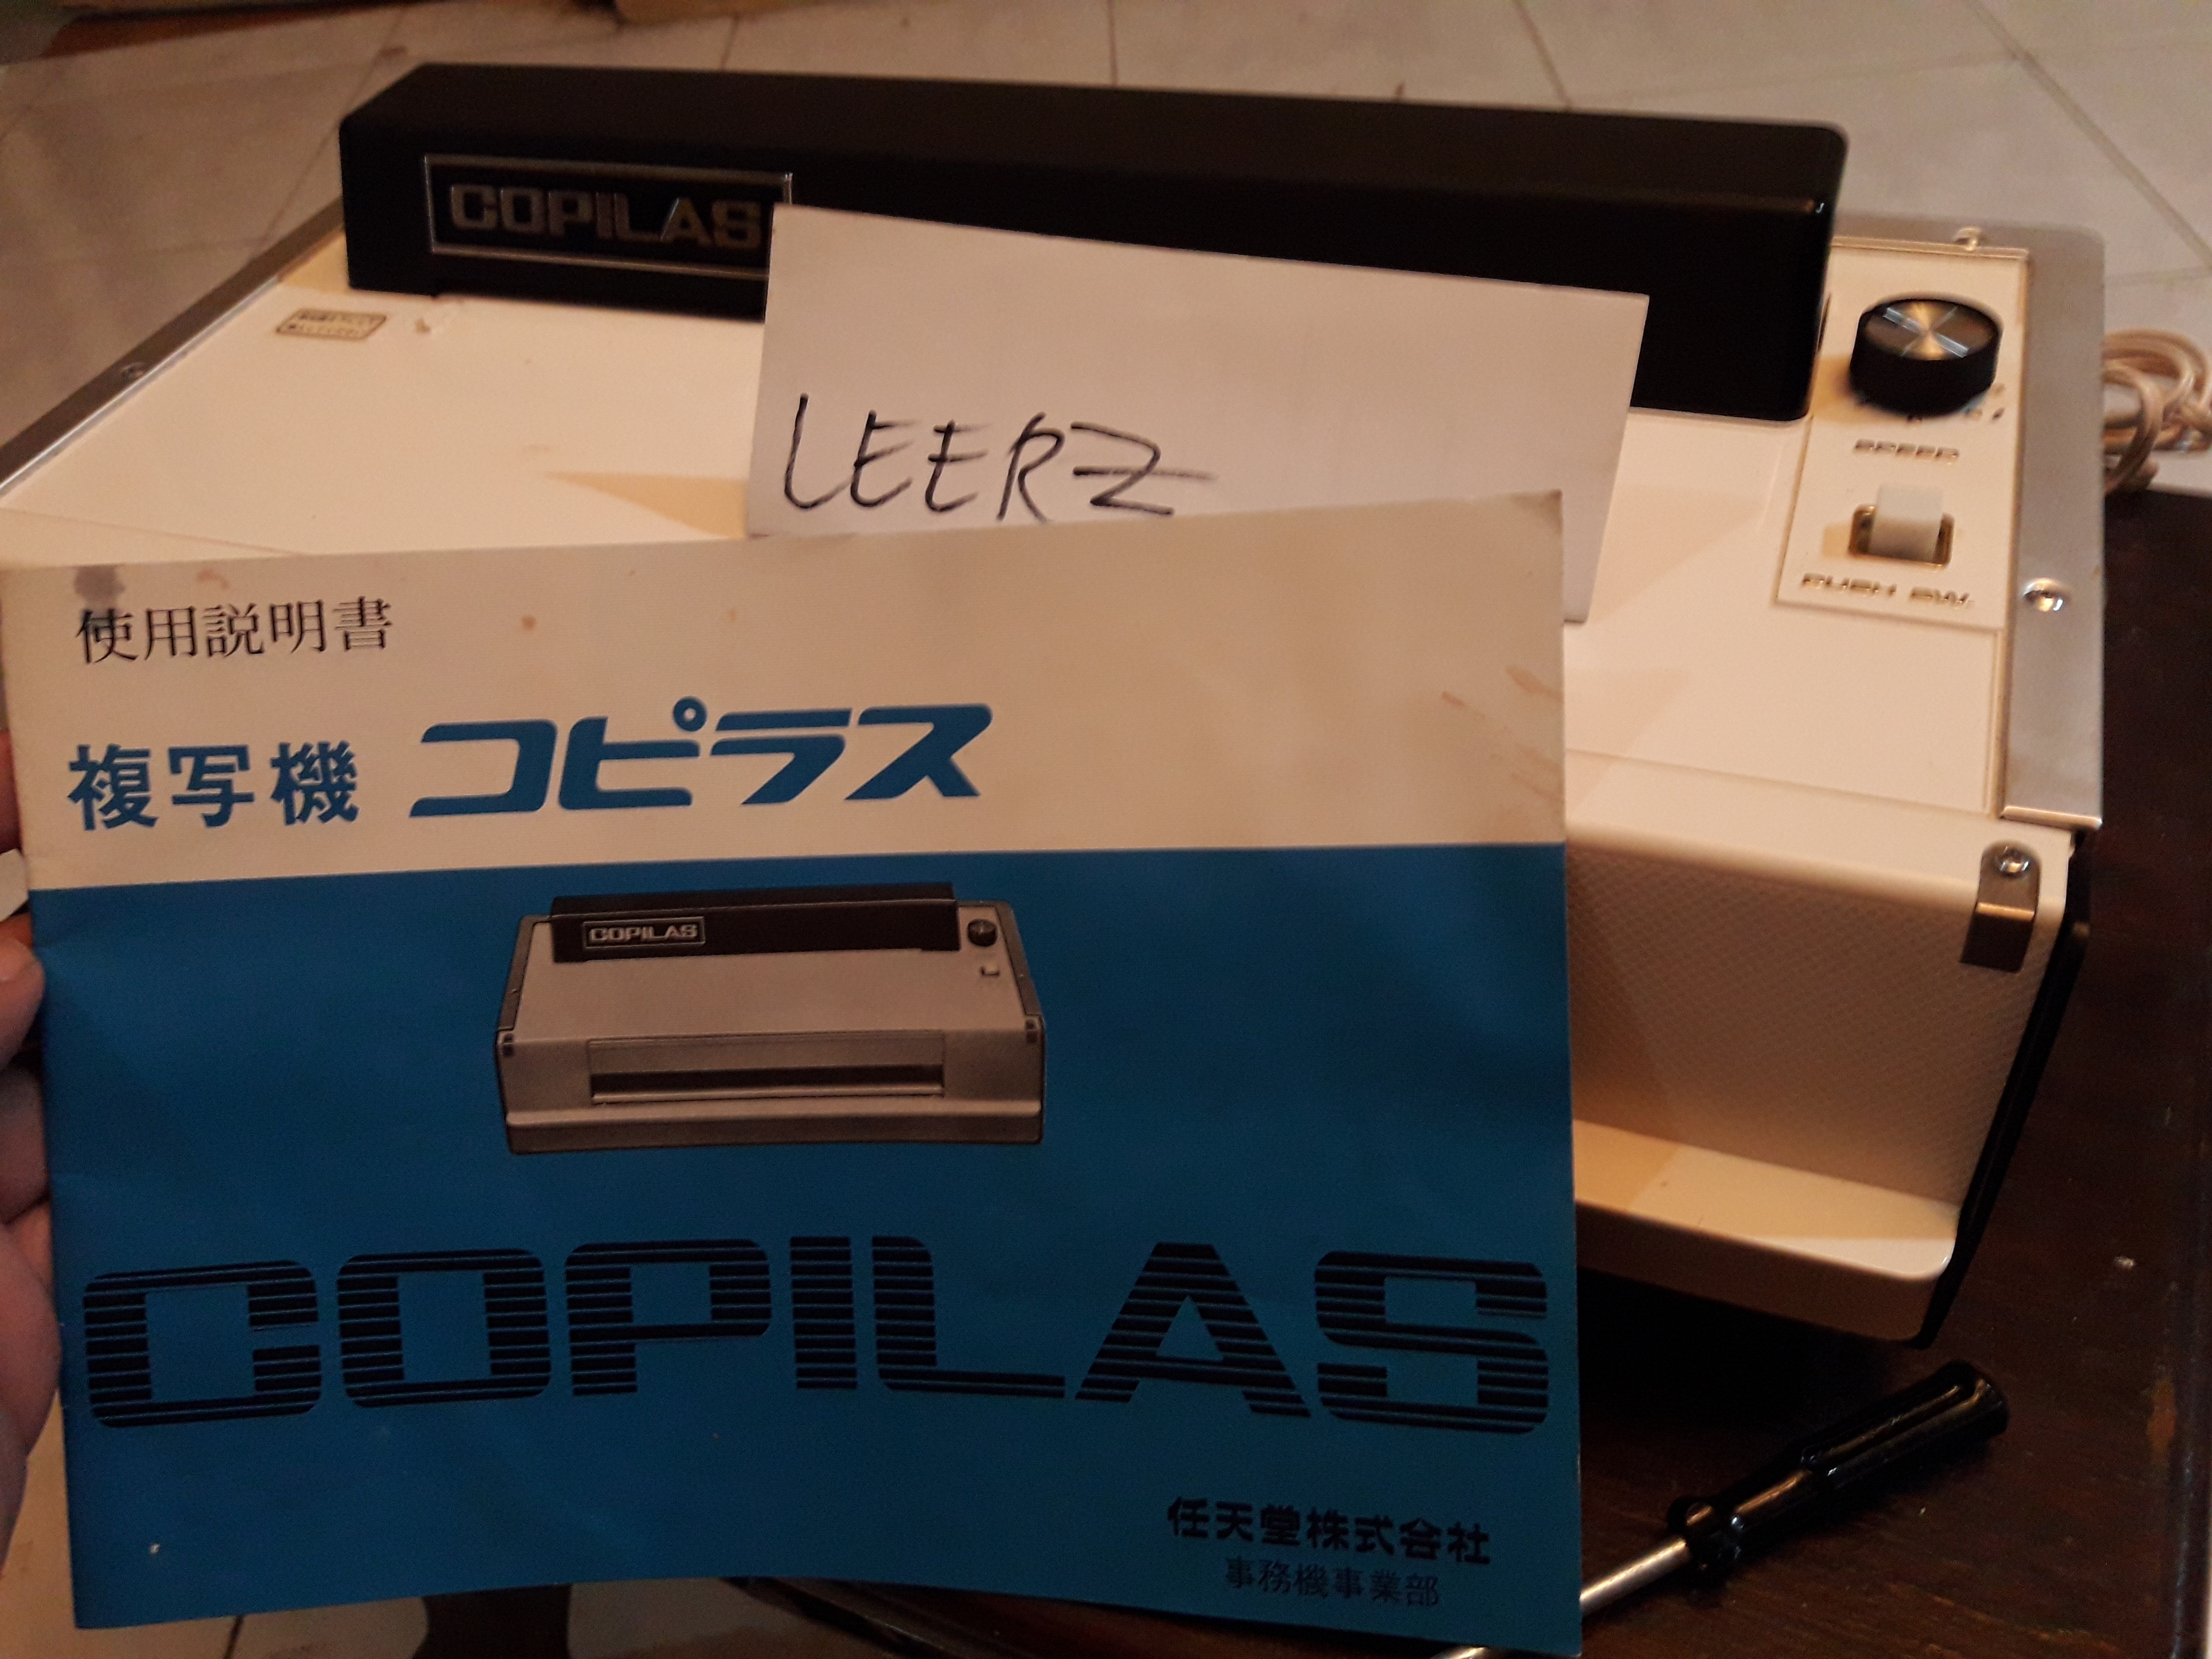 COPILAS
LEERZ
SPEED
PUSH SW.
使用説明書
複写機 コピラス
COPILAS
COPILAS
任天堂株式会社
事務機事業部